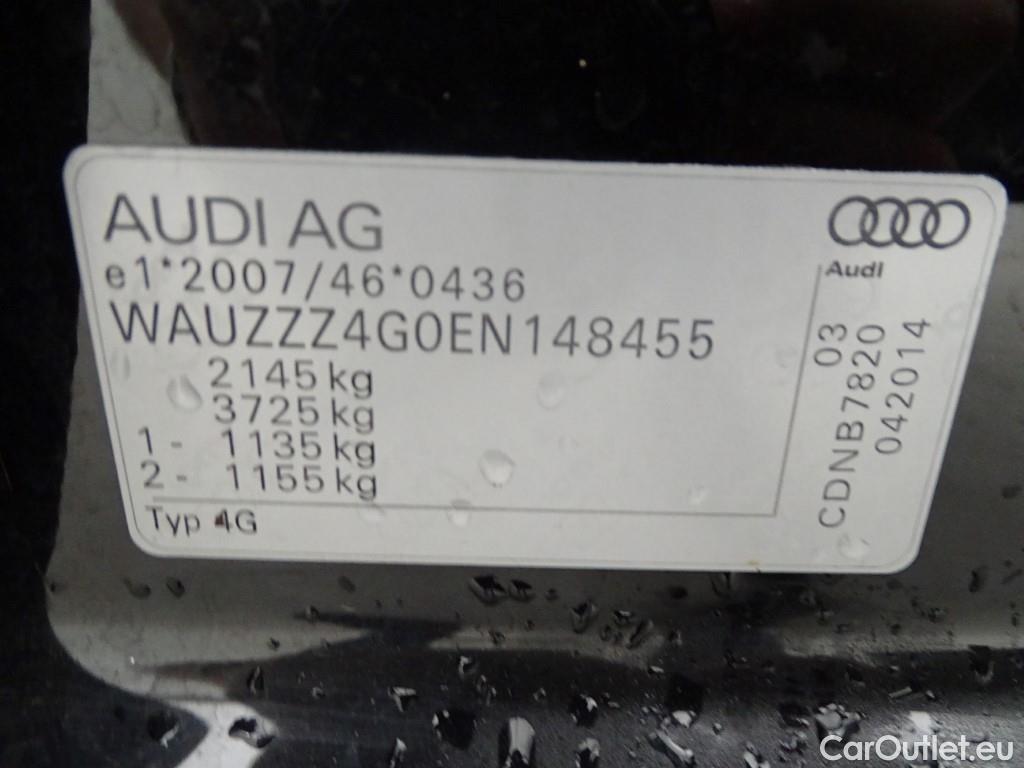 AUDI AG
e1*2007/46*0436
WAUZZZ4G0EN148455
2145 kg
3725 kg
1 - 1135 kg
2 - 1155 kg
Typ 4G
Audi
03
CDNB7820
042014
CarOutlet.eu